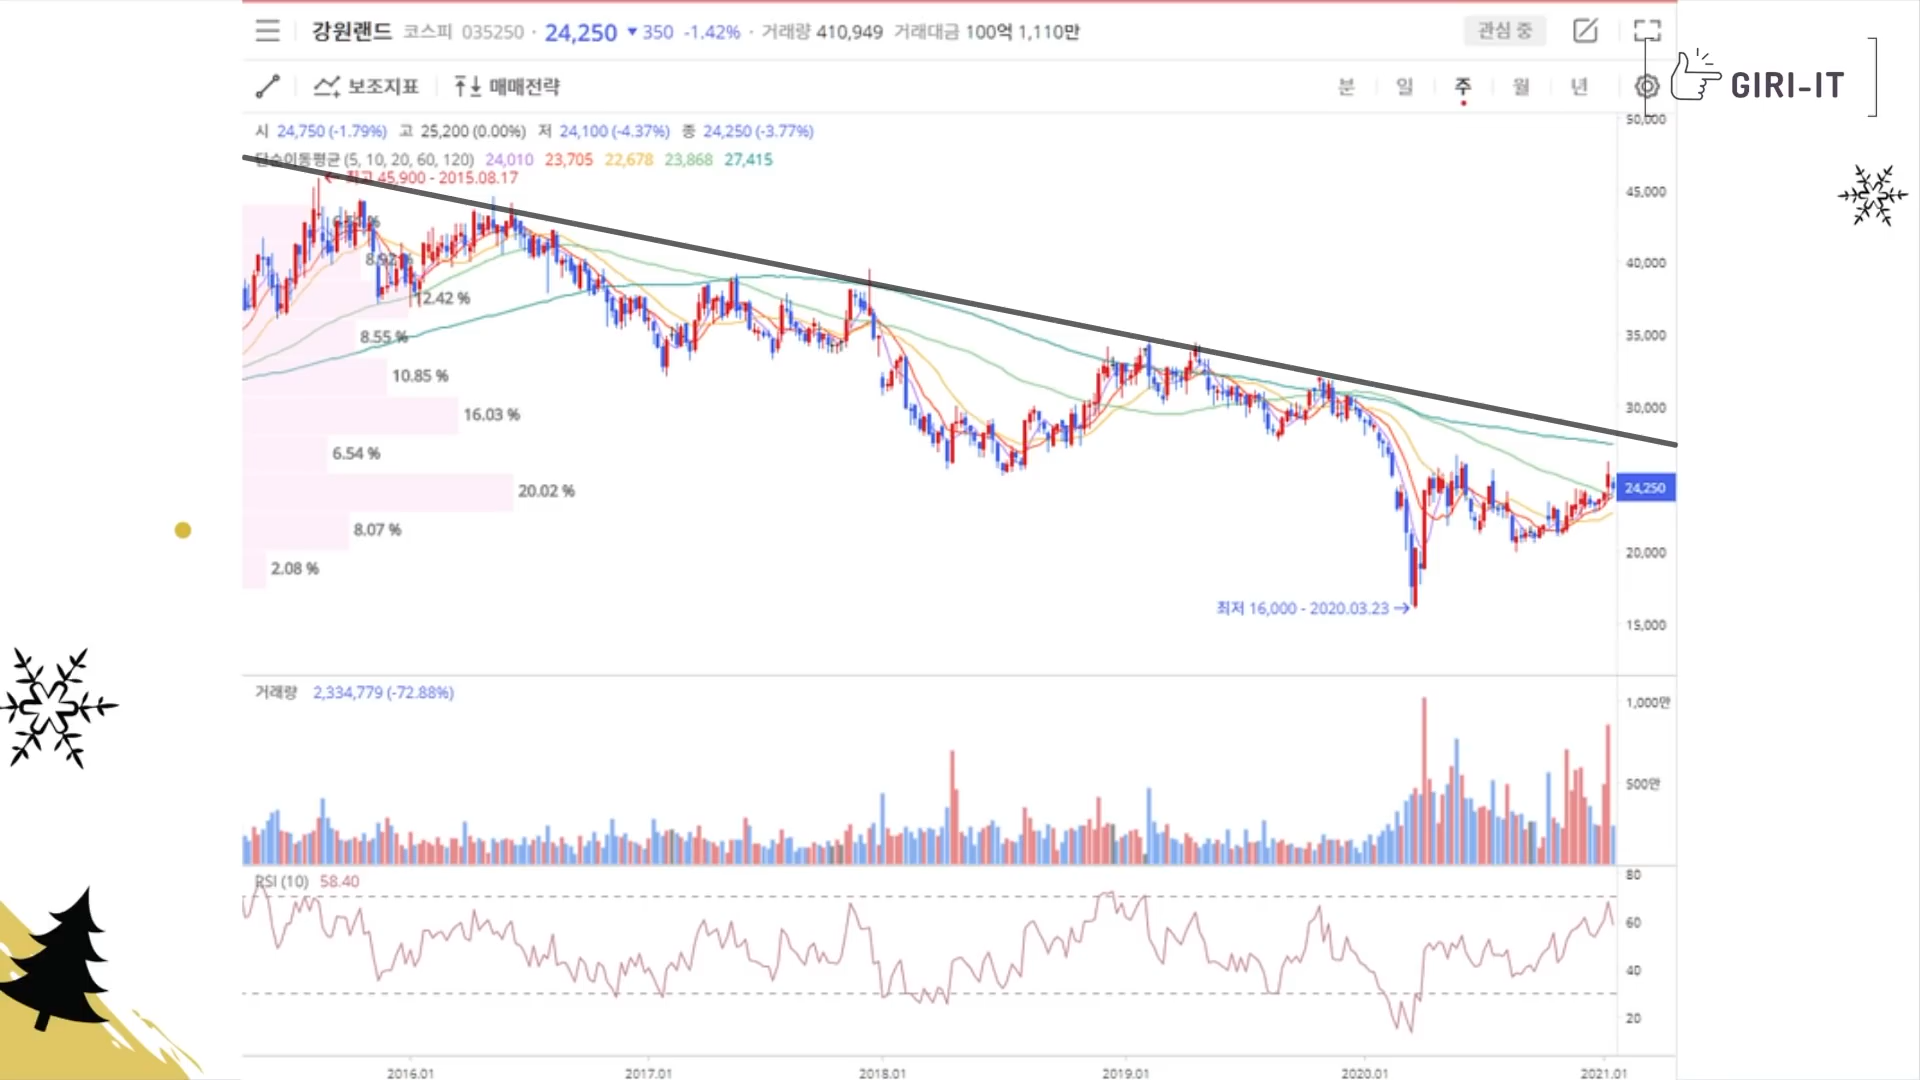 강원랜드 코스피 035250 · 24,250 ▼ 350 -1.42% · 거래량 410,949 거래대금 100억 1,110만 관심 중
보조지표 매매전략 분 일 주 월 년
GIRI-IT
시 24,750 (-1.79%) 고 25,200 (0.00%) 저 24,100 (-4.37%) 종 24,250 (-3.77%)
단순이동평균 (5, 10, 20, 60, 120) 24,010 23,705 22,678 23,868 27,415
← 최고 45,900 - 2015.08.17
8.92 %
12.42 %
8.55 %
10.85 %
16.03 %
6.54 %
20.02 %
8.07 %
2.08 %
최저 16,000 - 2020.03.23 →
50,000
45,000
40,000
35,000
30,000
24,250
20,000
15,000
거래량 2,334,779 (-72.88%)
1,000만
500만
RSI (10) 58.40
80
60
40
20
2016.01 2017.01 2018.01 2019.01 2020.01 2021.01